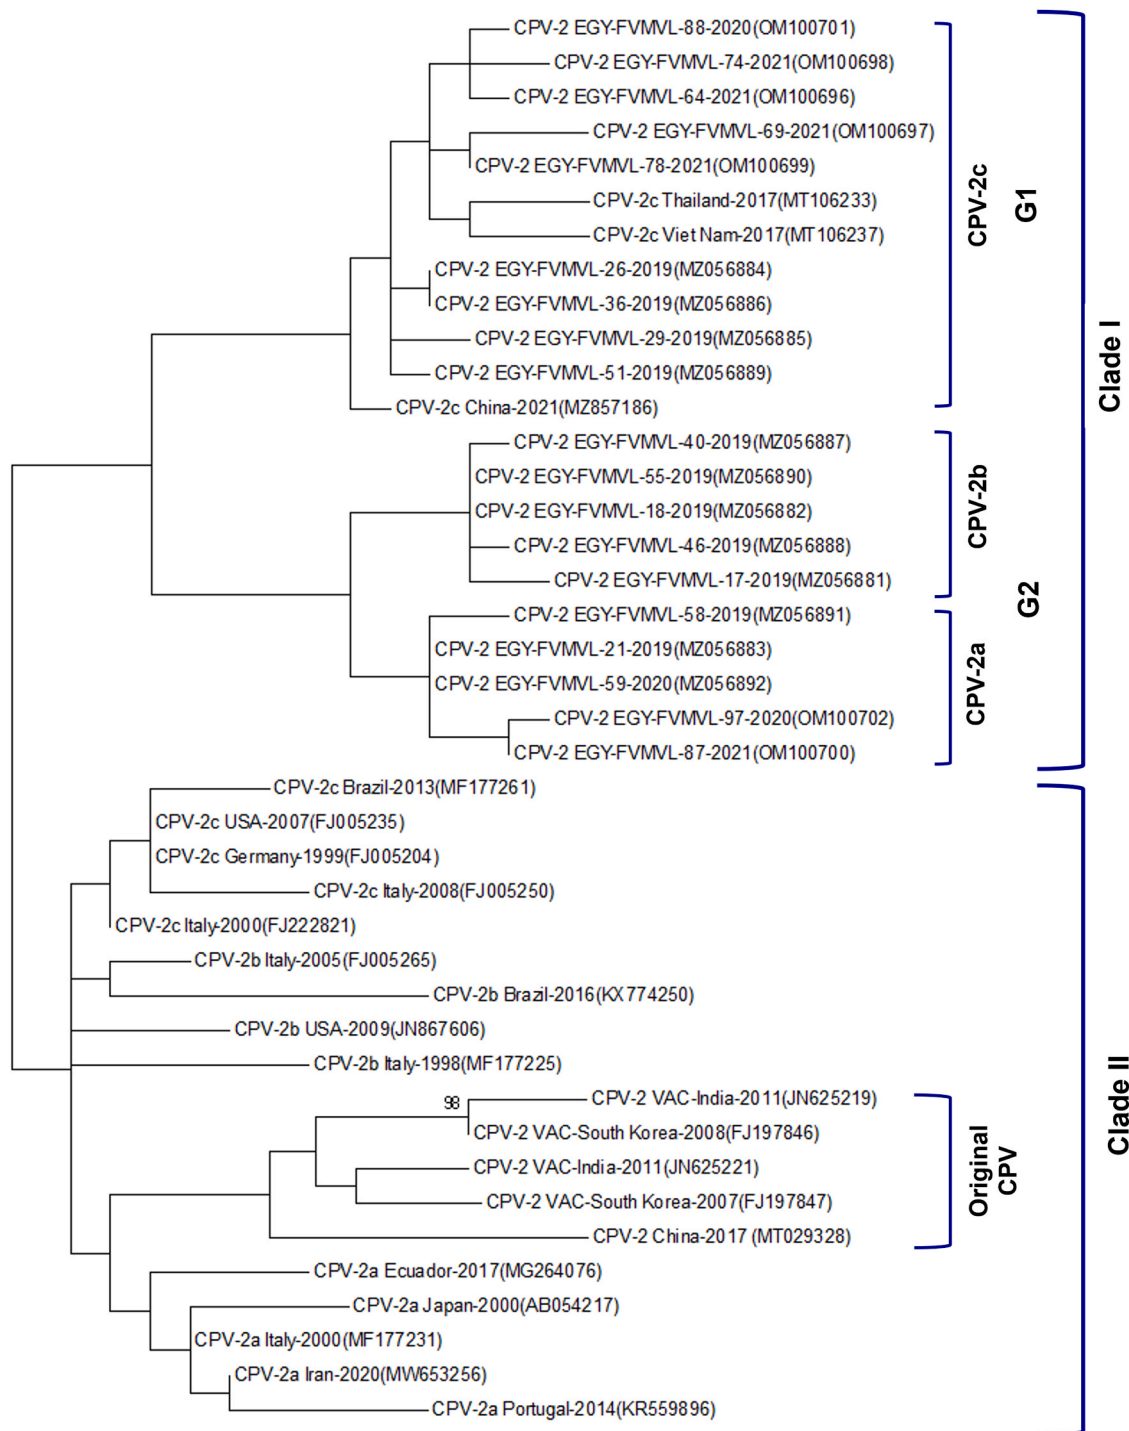 CPV-2 EGY-FVMVL-88-2020(OM100701)
CPV-2 EGY-FVMVL-74-2021(OM100698)
CPV-2 EGY-FVMVL-64-2021(OM100696)
CPV-2 EGY-FVMVL-69-2021(OM100697)
CPV-2 EGY-FVMVL-78-2021(OM100699)
CPV-2c Thailand-2017(MT106233)
CPV-2c Viet Nam-2017(MT106237)
CPV-2 EGY-FVMVL-26-2019(MZ056884)
CPV-2 EGY-FVMVL-36-2019(MZ056886)
CPV-2 EGY-FVMVL-29-2019(MZ056885)
CPV-2 EGY-FVMVL-51-2019(MZ056889)
CPV-2c China-2021(MZ857186)
CPV-2c
G1
CPV-2 EGY-FVMVL-40-2019(MZ056887)
CPV-2 EGY-FVMVL-55-2019(MZ056890)
CPV-2 EGY-FVMVL-18-2019(MZ056882)
CPV-2 EGY-FVMVL-46-2019(MZ056888)
CPV-2 EGY-FVMVL-17-2019(MZ056881)
CPV-2b
CPV-2 EGY-FVMVL-58-2019(MZ056891)
CPV-2 EGY-FVMVL-21-2019(MZ056883)
CPV-2 EGY-FVMVL-59-2020(MZ056892)
CPV-2 EGY-FVMVL-97-2020(OM100702)
CPV-2 EGY-FVMVL-87-2021(OM100700)
CPV-2a
G2
Clade I
CPV-2c Brazil-2013(MF177261)
CPV-2c USA-2007(FJ005235)
CPV-2c Germany-1999(FJ005204)
CPV-2c Italy-2008(FJ005250)
CPV-2c Italy-2000(FJ222821)
CPV-2b Italy-2005(FJ005265)
CPV-2b Brazil-2016(KX774250)
CPV-2b USA-2009(JN867606)
CPV-2b Italy-1998(MF177225)
98
CPV-2 VAC-India-2011(JN625219)
CPV-2 VAC-South Korea-2008(FJ197846)
CPV-2 VAC-India-2011(JN625221)
CPV-2 VAC-South Korea-2007(FJ197847)
CPV-2 China-2017 (MT029328)
Original
CPV
CPV-2a Ecuador-2017(MG264076)
CPV-2a Japan-2000(AB054217)
CPV-2a Italy-2000(MF177231)
CPV-2a Iran-2020(MW653256)
CPV-2a Portugal-2014(KR559896)
Clade II